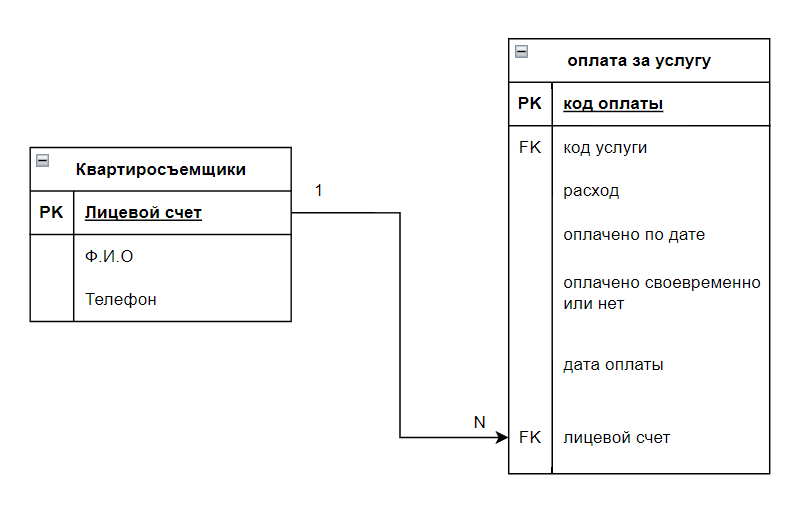 Квартиросъемщики
PK Лицевой счет
Ф.И.О
Телефон
1
N
оплата за услугу
PK код оплаты
FK код услуги
расход
оплачено по дате
оплачено своевременно
или нет
дата оплаты
FK лицевой счет